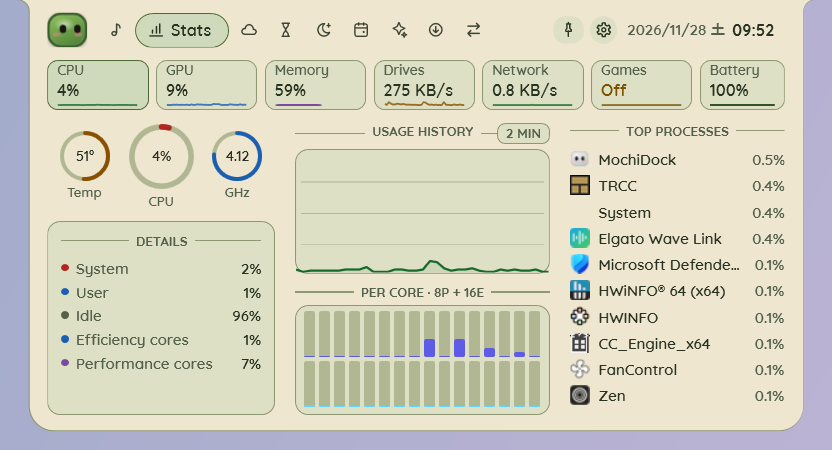 Stats
2026/11/28 土 09:52
CPU
4%
GPU
9%
Memory
59%
Drives
275 KB/s
Network
0.8 KB/s
Games
Off
Battery
100%
51°
Temp
4%
CPU
4.12
GHz
DETAILS
System 2%
User 1%
Idle 96%
Efficiency cores 1%
Performance cores 7%
USAGE HISTORY 2 MIN
PER CORE · 8P + 16E
TOP PROCESSES
MochiDock 0.5%
TRCC 0.4%
System 0.4%
Elgato Wave Link 0.4%
Microsoft Defende... 0.1%
HWiNFO® 64 (x64) 0.1%
HWINFO 0.1%
CC_Engine_x64 0.1%
FanControl 0.1%
Zen 0.1%